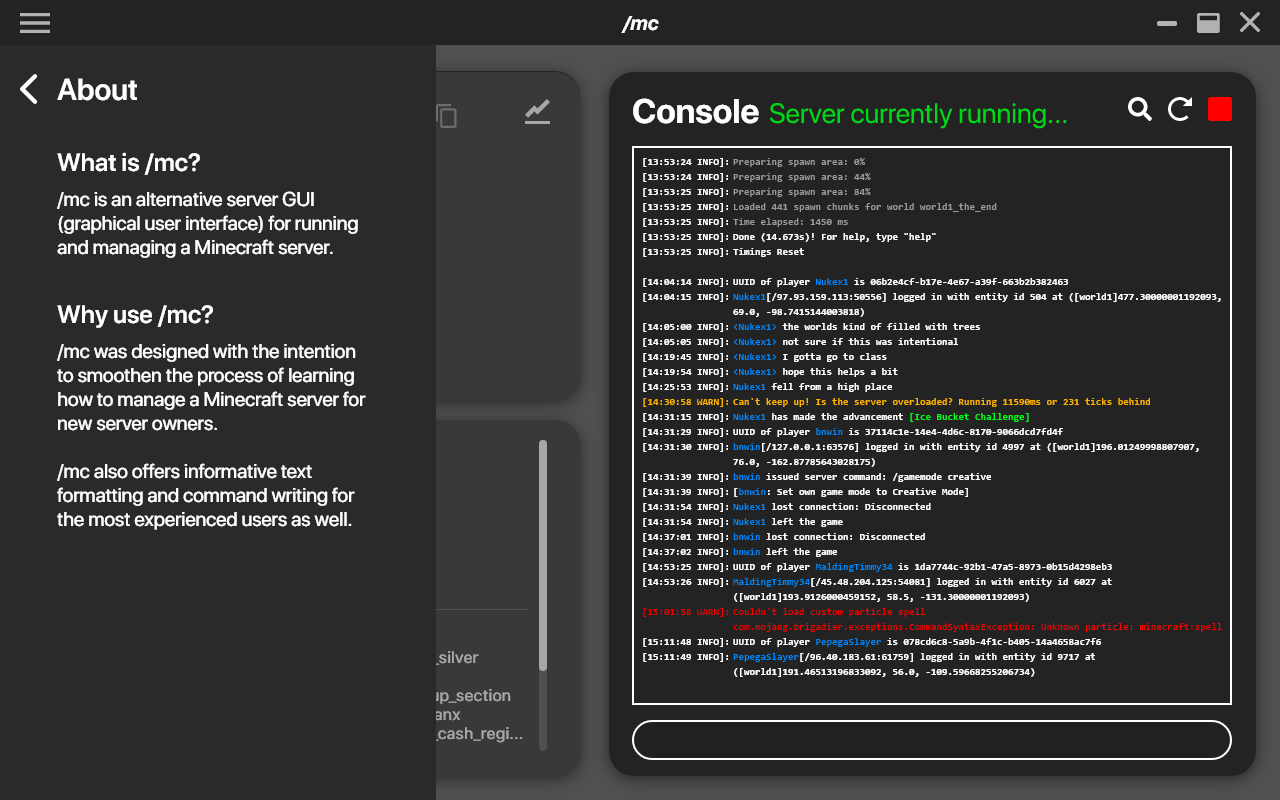 /mc
About
What is /mc?
/mc is an alternative server GUI
(graphical user interface) for running
and managing a Minecraft server.
Why use /mc?
/mc was designed with the intention
to smoothen the process of learning
how to manage a Minecraft server for
new server owners.
/mc also offers informative text
formatting and command writing for
the most experienced users as well.
_silver
up_section
anx
_cash_regi...
Console Server currently running...
[13:53:24 INFO]: Preparing spawn area: 0%
[13:53:24 INFO]: Preparing spawn area: 44%
[13:53:25 INFO]: Preparing spawn area: 84%
[13:53:25 INFO]: Loaded 441 spawn chunks for world world1_the_end
[13:53:25 INFO]: Time elapsed: 1450 ms
[13:53:25 INFO]: Done (14.673s)! For help, type "help"
[13:53:25 INFO]: Timings Reset
[14:04:14 INFO]: UUID of player Nukex1 is 06b2e4cf-b17e-4e67-a39f-663b2b382463
[14:04:15 INFO]: Nukex1[/97.93.159.113:50556] logged in with entity id 504 at ([world1]477.30000001192093,
69.0, -98.7415144003818)
[14:05:00 INFO]: <Nukex1> the worlds kind of filled with trees
[14:05:05 INFO]: <Nukex1> not sure if this was intentional
[14:19:45 INFO]: <Nukex1> I gotta go to class
[14:19:54 INFO]: <Nukex1> hope this helps a bit
[14:25:53 INFO]: Nukex1 fell from a high place
[14:30:58 WARN]: Can't keep up! Is the server overloaded? Running 11590ms or 231 ticks behind
[14:31:15 INFO]: Nukex1 has made the advancement [Ice Bucket Challenge]
[14:31:29 INFO]: UUID of player bnwin is 37114c1e-14e4-4d6c-8170-9066dcd7fd4f
[14:31:30 INFO]: bnwin[/127.0.0.1:63576] logged in with entity id 4997 at ([world1]196.01249998807907,
76.0, -162.87785643028175)
[14:31:39 INFO]: bnwin issued server command: /gamemode creative
[14:31:39 INFO]: [bnwin: Set own game mode to Creative Mode]
[14:31:54 INFO]: Nukex1 lost connection: Disconnected
[14:31:54 INFO]: Nukex1 left the game
[14:37:01 INFO]: bnwin lost connection: Disconnected
[14:37:02 INFO]: bnwin left the game
[14:53:25 INFO]: UUID of player MaldingTimmy34 is 1da7744c-92b1-47a5-8973-0b15d4298eb3
[14:53:26 INFO]: MaldingTimmy34[/45.48.204.125:54081] logged in with entity id 6027 at
([world1]193.9126000459152, 58.5, -131.30000001192093)
[15:01:58 WARN]: Couldn't load custom particle spell
com.mojang.brigadier.exceptions.CommandSyntaxException: Unknown particle: minecraft:spell
[15:11:48 INFO]: UUID of player PepegaSlayer is 078cd6c8-5a9b-4f1c-b405-14a4658ac7f6
[15:11:49 INFO]: PepegaSlayer[/96.40.183.61:61759] logged in with entity id 9717 at
([world1]191.46513196833092, 56.0, -109.59668255206734)